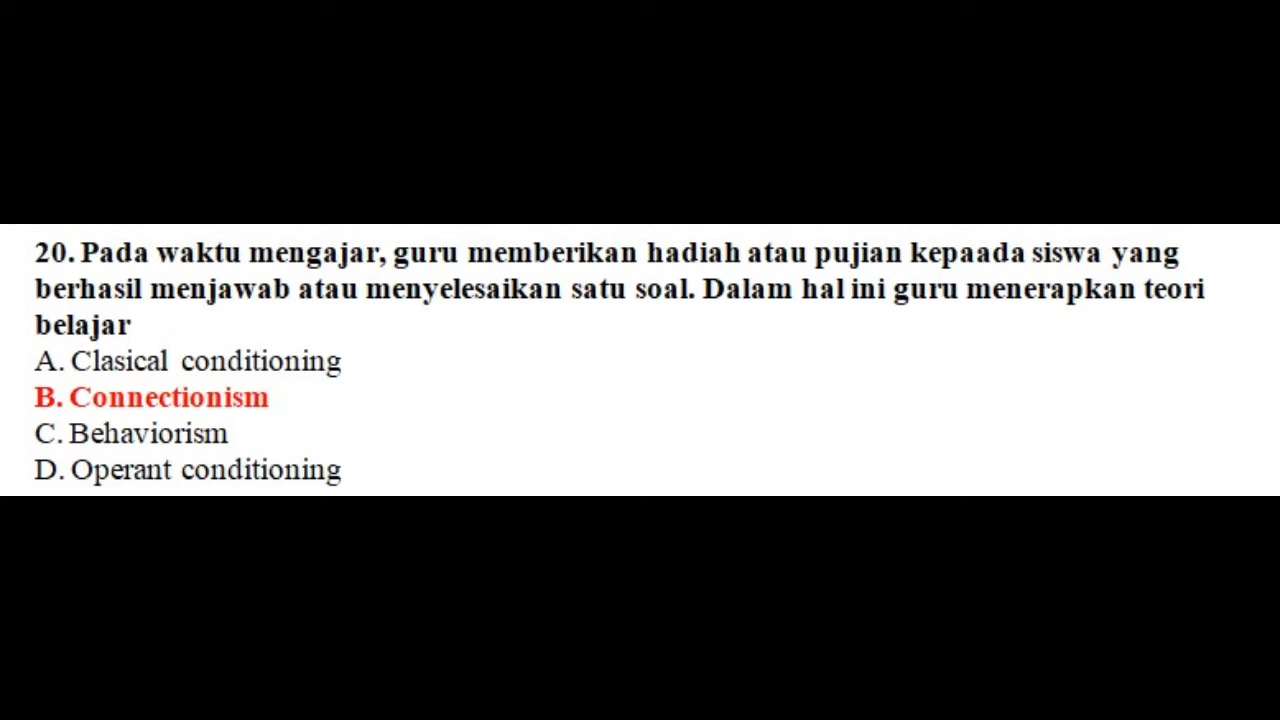 20. Pada waktu mengajar, guru memberikan hadiah atau pujian kepaada siswa yang
berhasil menjawab atau menyelesaikan satu soal. Dalam hal ini guru menerapkan teori
belajar
A. Clasical conditioning
B. Connectionism
C. Behaviorism
D. Operant conditioning